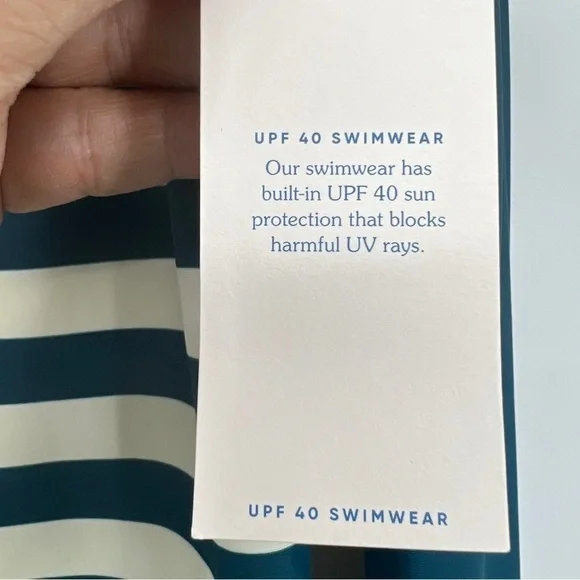 UPF 40 SWIMWEAR
Our swimwear has
built-in UPF 40 sun
protection that blocks
harmful UV rays.
UPF 40 SWIMWEAR